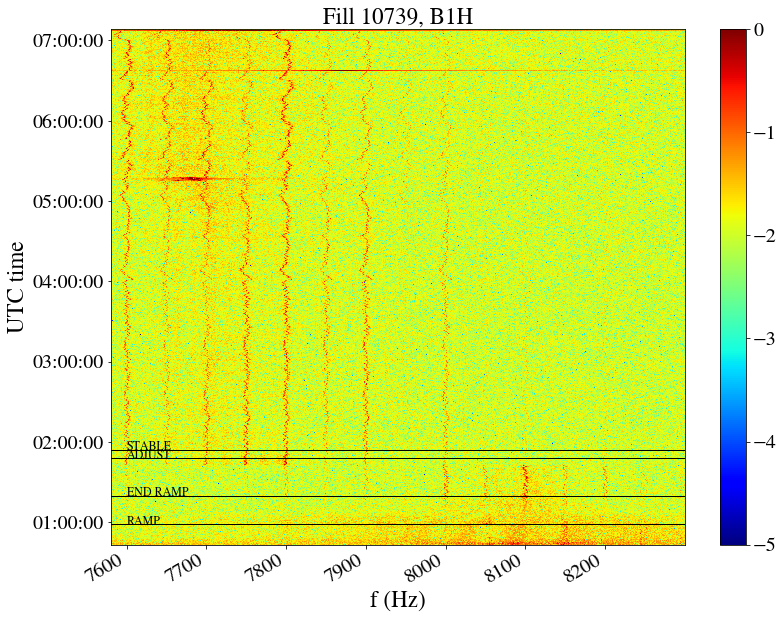 Fill 10739, B1H
07:00:00
06:00:00
05:00:00
04:00:00
03:00:00
02:00:00
01:00:00
UTC time
STABLE
ADJUST
END RAMP
RAMP
7600 7700 7800 7900 8000 8100 8200
f (Hz)
0
−1
−2
−3
−4
−5